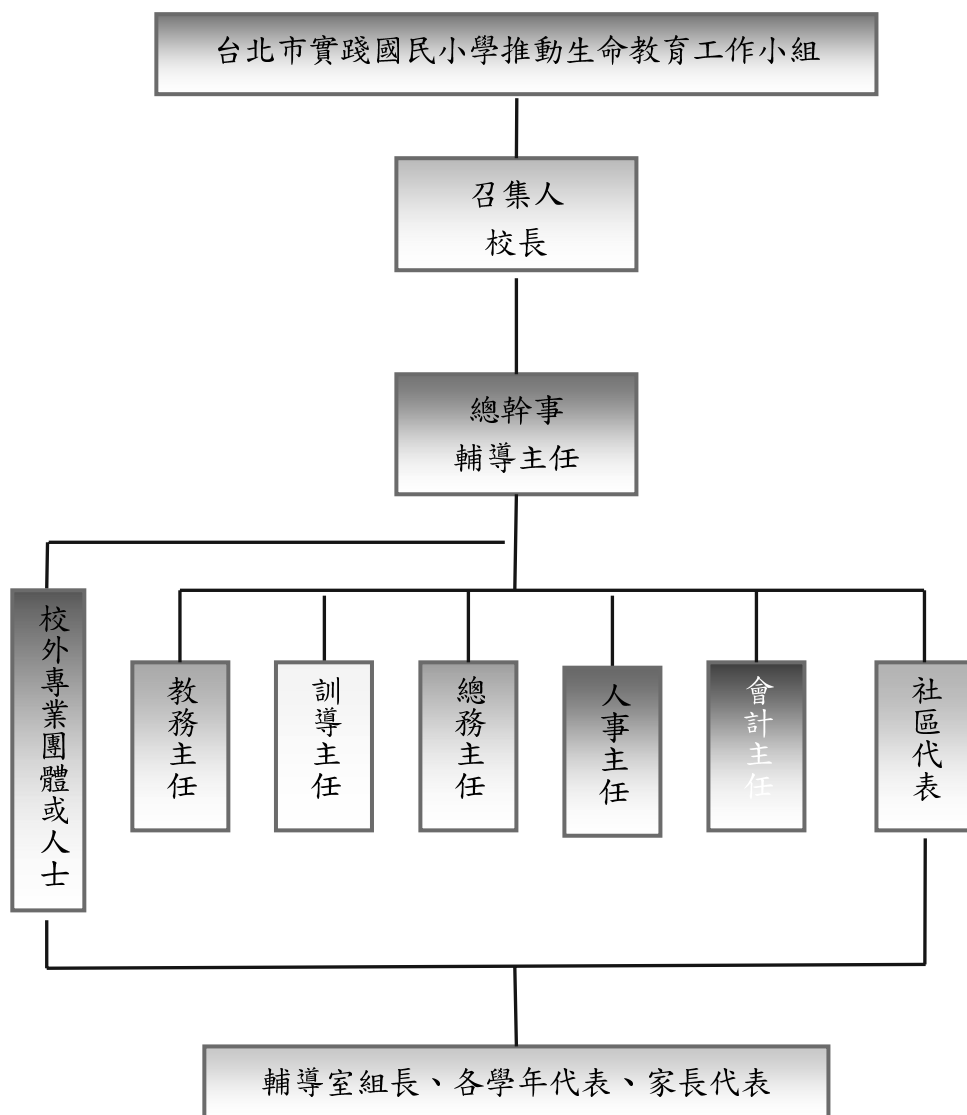 台北市實踐國民小學推動生命教育工作小組
召集人
校長
總幹事
輔導主任
校外專業團體或人士
教務主任
訓導主任
總務主任
人事主任
會計主任
社區代表
輔導室組長、各學年代表、家長代表